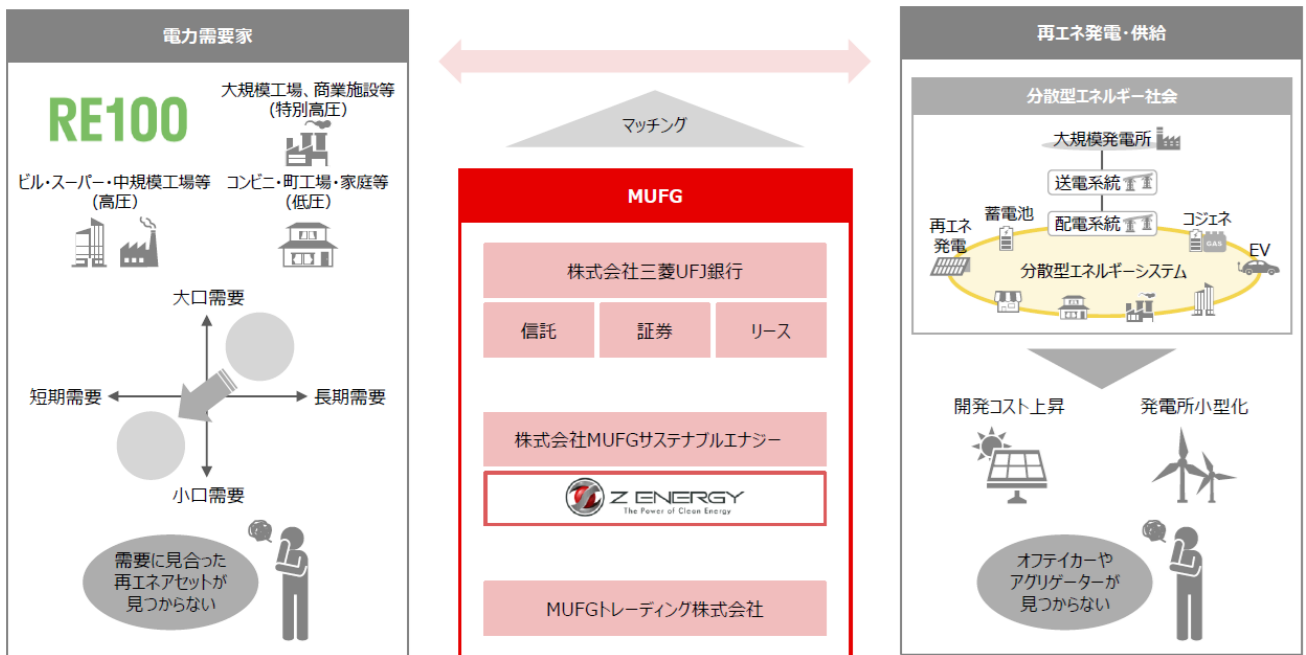 電力需要家
RE100
大規模工場、商業施設等
(特別高圧)
ビル・スーパー・中規模工場等
(高圧)
コンビニ・町工場・家庭等
(低圧)
大口需要
短期需要
長期需要
小口需要
需要に見合った
再エネアセットが
見つからない
マッチング
MUFG
株式会社三菱UFJ銀行
信託
証券
リース
株式会社MUFGサステナブルエナジー
Z ENERGY
The Power of Clean Energy
MUFGトレーディング株式会社
再エネ発電・供給
分散型エネルギー社会
大規模発電所
送電系統
配電系統
蓄電池
コジェネ
GAS
再エネ
発電
EV
分散型エネルギーシステム
開発コスト上昇
発電所小型化
オフテイカーや
アグリゲーターが
見つからない